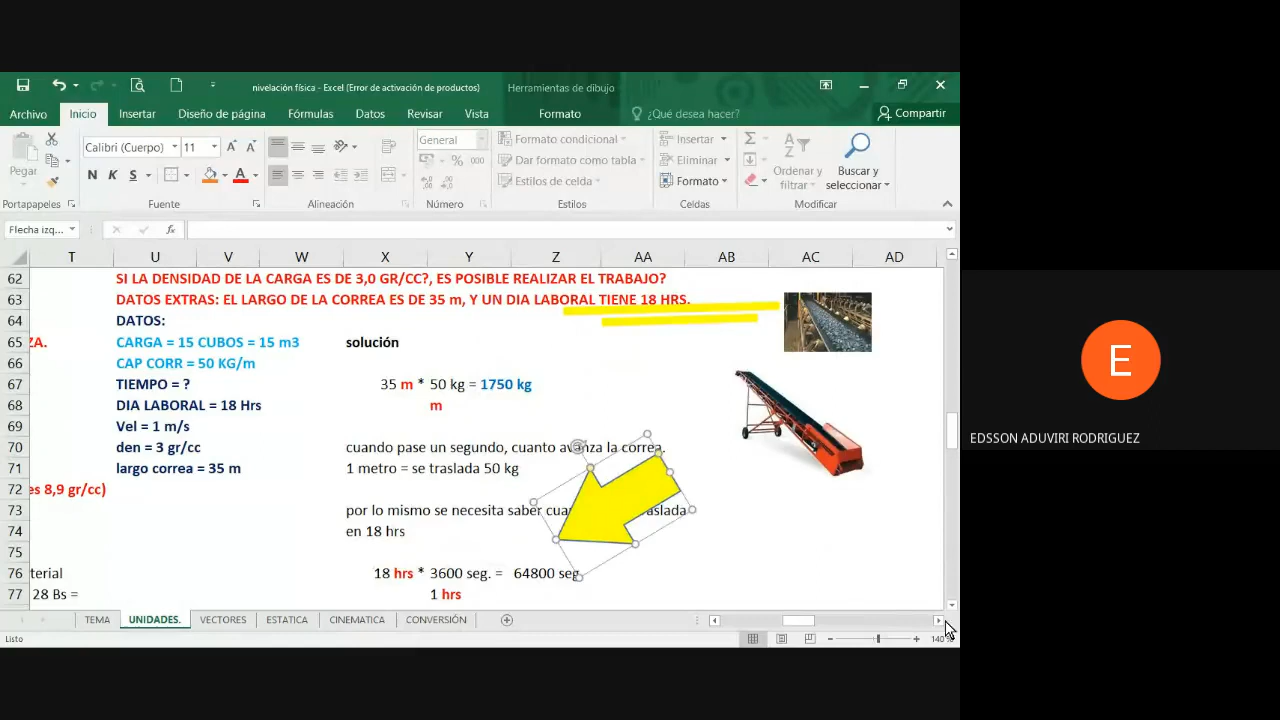 nivelación física - Excel (Error de activación de productos)
Herramientas de dibujo
Archivo Inicio Insertar Diseño de página Fórmulas Datos Revisar Vista Formato ¿Qué desea hacer? Compartir
Pegar
Calibri (Cuerpo) 11
N K S
General
% 000
Formato condicional
Dar formato como tabla
Estilos de celda
Insertar
Eliminar
Formato
Ordenar y filtrar
Buscar y seleccionar
Portapapeles Fuente Alineación Número Estilos Celdas Modificar
Flecha izq... fx
T U V W X Y Z AA AB AC AD
62 SI LA DENSIDAD DE LA CARGA ES DE 3,0 GR/CC?, ES POSIBLE REALIZAR EL TRABAJO?
63 DATOS EXTRAS: EL LARGO DE LA CORREA ES DE 35 m, Y UN DIA LABORAL TIENE 18 HRS.
64 DATOS:
65 ZA. CARGA = 15 CUBOS = 15 m3 solución
66 CAP CORR = 50 KG/m
67 TIEMPO = ? 35 m * 50 kg = 1750 kg
68 DIA LABORAL = 18 Hrs m
69 Vel = 1 m/s
70 den = 3 gr/cc cuando pase un segundo, cuanto avanza la correa.
71 largo correa = 35 m 1 metro = se traslada 50 kg
72 es 8,9 gr/cc)
73 por lo mismo se necesita saber
74 en 18 hrs
75
76 terial 18 hrs * 3600 seg. = 64800 seg
77 28 Bs = 1 hrs
TEMA UNIDADES. VECTORES ESTATICA CINEMATICA CONVERSIÓN
Listo 140 %
E
EDSSON ADUVIRI RODRIGUEZ